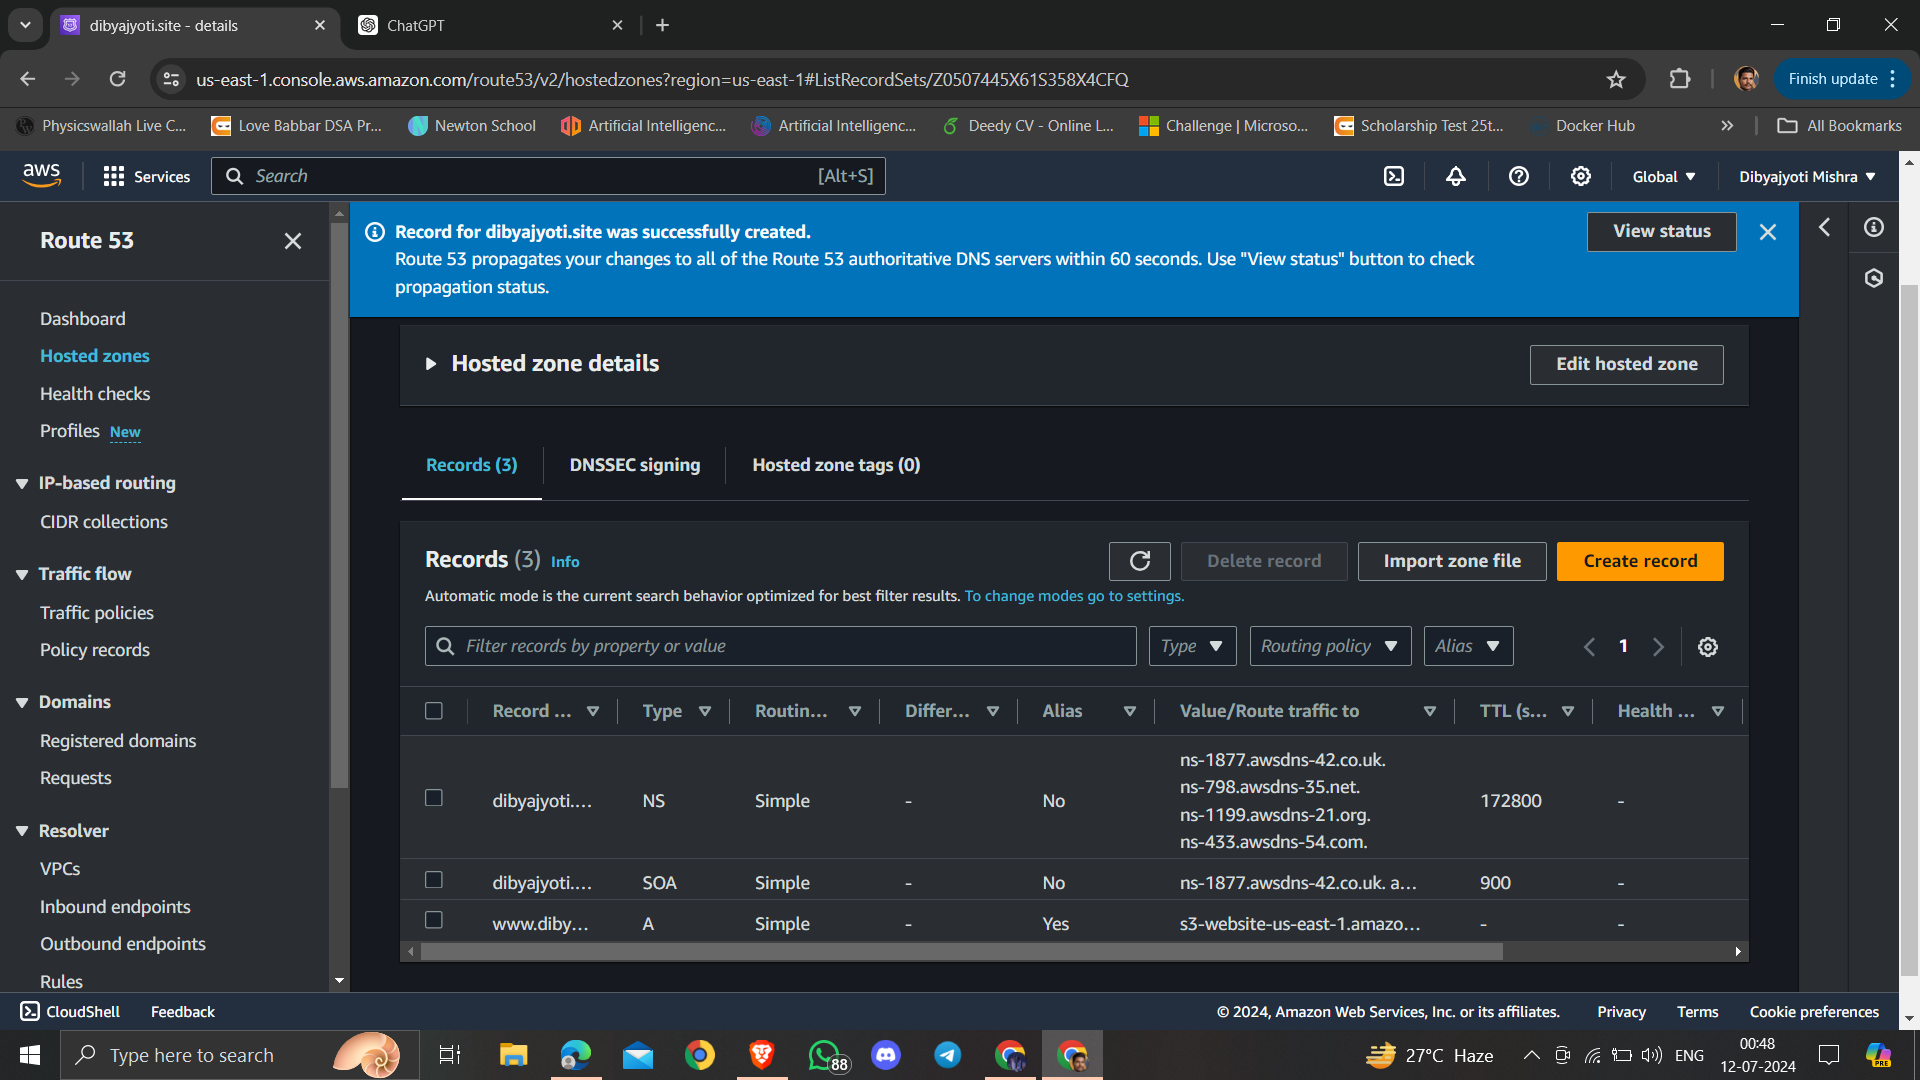 dibyajyoti.site - details
ChatGPT
us-east-1.console.aws.amazon.com/route53/v2/hostedzones?region=us-east-1#ListRecordSets/Z0507445X61S358X4CFQ
Finish update
Physicswallah Live C...
Love Babbar DSA Pr...
Newton School
Artificial Intelligenc...
Artificial Intelligenc...
Deedy CV - Online L...
Challenge | Microso...
Scholarship Test 25t...
Docker Hub
All Bookmarks
aws
Services
Search
[Alt+S]
Global
Dibyajyoti Mishra
Route 53
Dashboard
Hosted zones
Health checks
Profiles New
IP-based routing
CIDR collections
Traffic flow
Traffic policies
Policy records
Domains
Registered domains
Requests
Resolver
VPCs
Inbound endpoints
Outbound endpoints
Rules
Record for dibyajyoti.site was successfully created.
Route 53 propagates your changes to all of the Route 53 authoritative DNS servers within 60 seconds. Use "View status" button to check
propagation status.
View status
Hosted zone details
Edit hosted zone
Records (3)
DNSSEC signing
Hosted zone tags (0)
Records (3) Info
Delete record
Import zone file
Create record
Automatic mode is the current search behavior optimized for best filter results. To change modes go to settings.
Filter records by property or value
Type
Routing policy
Alias
1
Record ...
Type
Routin...
Differ...
Alias
Value/Route traffic to
TTL (s...
Health ...
dibyajyoti....
NS
Simple
-
No
ns-1877.awsdns-42.co.uk.
ns-798.awsdns-35.net.
ns-1199.awsdns-21.org.
ns-433.awsdns-54.com.
172800
-
dibyajyoti....
SOA
Simple
-
No
ns-1877.awsdns-42.co.uk. a...
900
-
www.diby...
A
Simple
-
Yes
s3-website-us-east-1.amazo...
-
-
CloudShell
Feedback
© 2024, Amazon Web Services, Inc. or its affiliates.
Privacy
Terms
Cookie preferences
Type here to search
88
27°C Haze
ENG
00:48
12-07-2024
PRE